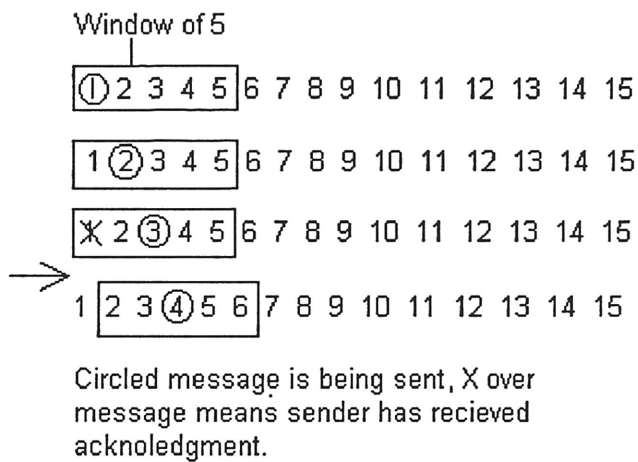 Window of 5
1 2 3 4 5 6 7 8 9 10 11 12 13 14 15
1 2 3 4 5 6 7 8 9 10 11 12 13 14 15
1 2 3 4 5 6 7 8 9 10 11 12 13 14 15
1 2 3 4 5 6 7 8 9 10 11 12 13 14 15
Circled message is being sent, X over
message means sender has recieved
acknoledgment.